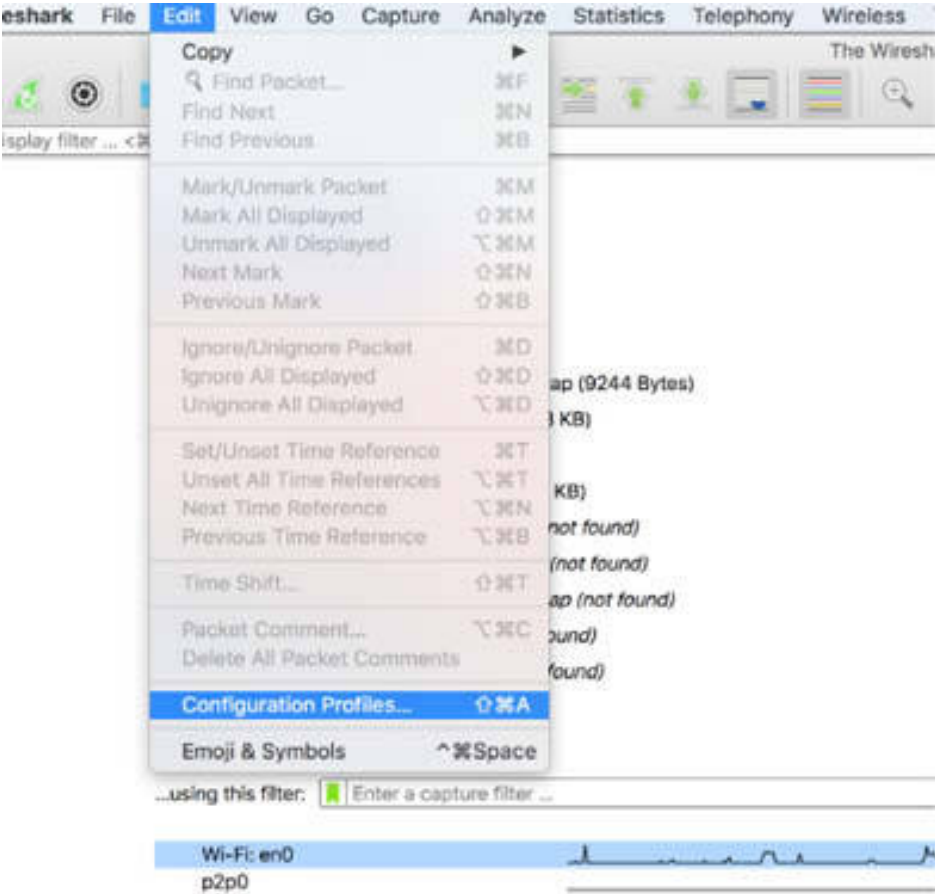 eshark File Edit View Go Capture Analyze Statistics Telephony Wireless
The Wiresh
isplay filter ... <⌘
Copy ▶
Find Packet... ⌘F
Find Next ⌘N
Find Previous ⌘B
Mark/Unmark Packet ⌘M
Mark All Displayed ⇧⌘M
Unmark All Displayed ⌥⌘M
Next Mark ⇧⌘N
Previous Mark ⇧⌘B
Ignore/Unignore Packet ⌘D
Ignore All Displayed ⇧⌘D
Unignore All Displayed ⌥⌘D
Set/Unset Time Reference ⌘T
Unset All Time References ⌥⌘T
Next Time Reference ⌥⌘N
Previous Time Reference ⌥⌘B
Time Shift... ⇧⌘T
Packet Comment... ⌥⌘C
Delete All Packet Comments
Configuration Profiles... ⇧⌘A
Emoji & Symbols ^⌘Space
ap (9244 Bytes)
KB)
KB)
not found)
(not found)
ap (not found)
ound)
found)
...using this filter: Enter a capture filter ...
Wi-Fi: en0
p2p0